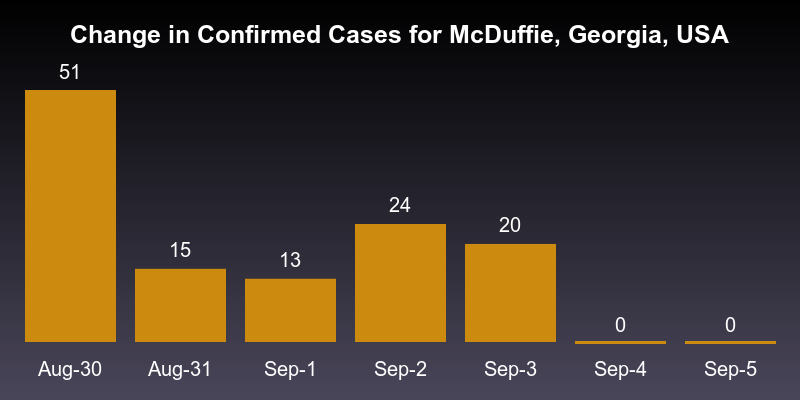 Change in Confirmed Cases for McDuffie, Georgia, USA
51
15
13
24
20
0
0
Aug-30
Aug-31
Sep-1
Sep-2
Sep-3
Sep-4
Sep-5